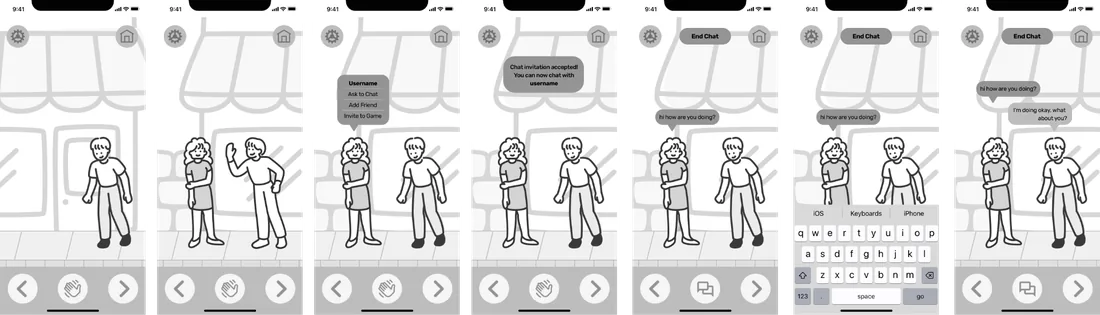 9:41
9:41
9:41
Username
Ask to Chat
Add Friend
Invite to Game
9:41
Chat invitation accepted!
You can now chat with
username
9:41
End Chat
hi how are you doing?
9:41
End Chat
hi how are you doing?
iOS Keyboards iPhone
q w e r t y u i o p
a s d f g h j k l
z x c v b n m
123 . space go
9:41
End Chat
hi how are you doing?
I'm doing okay, what
about you?